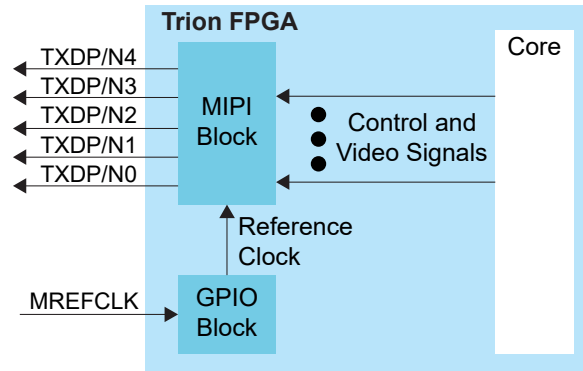 Trion FPGA
TXDP/N4
TXDP/N3
TXDP/N2
TXDP/N1
TXDP/N0
MIPI
Block
Control and
Video Signals
Core
Reference
Clock
MREFCLK
GPIO
Block